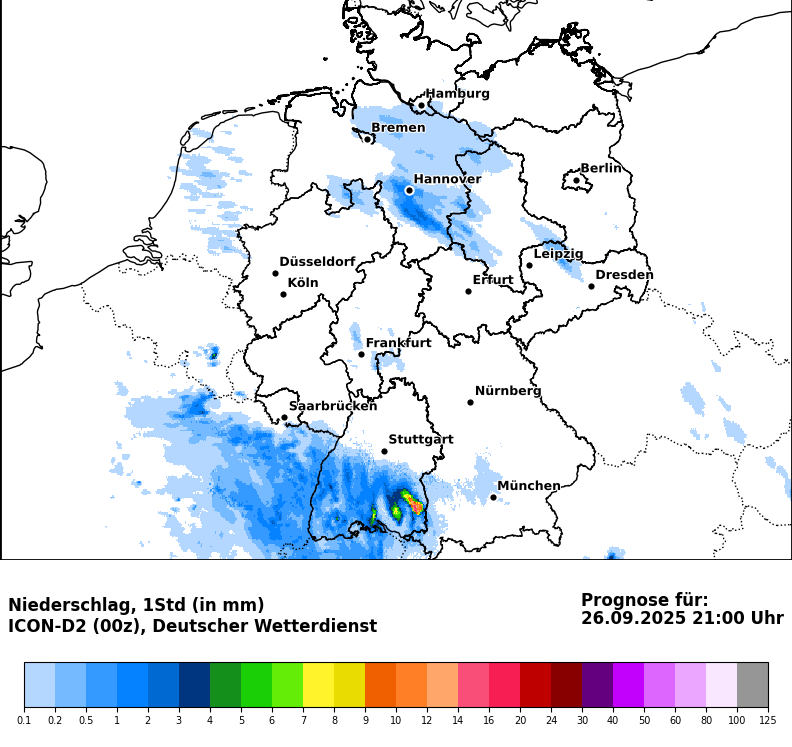 Hamburg
Bremen
Berlin
Hannover
Leipzig
Düsseldorf
Dresden
Köln
Erfurt
Frankfurt
Nürnberg
Saarbrücken
Stuttgart
München
Niederschlag, 1Std (in mm)
ICON-D2 (00z), Deutscher Wetterdienst
Prognose für:
26.09.2025 21:00 Uhr
0.1 0.2 0.5 1 2 3 4 5 6 7 8 9 10 12 14 16 20 24 30 40 50 60 80 100 125